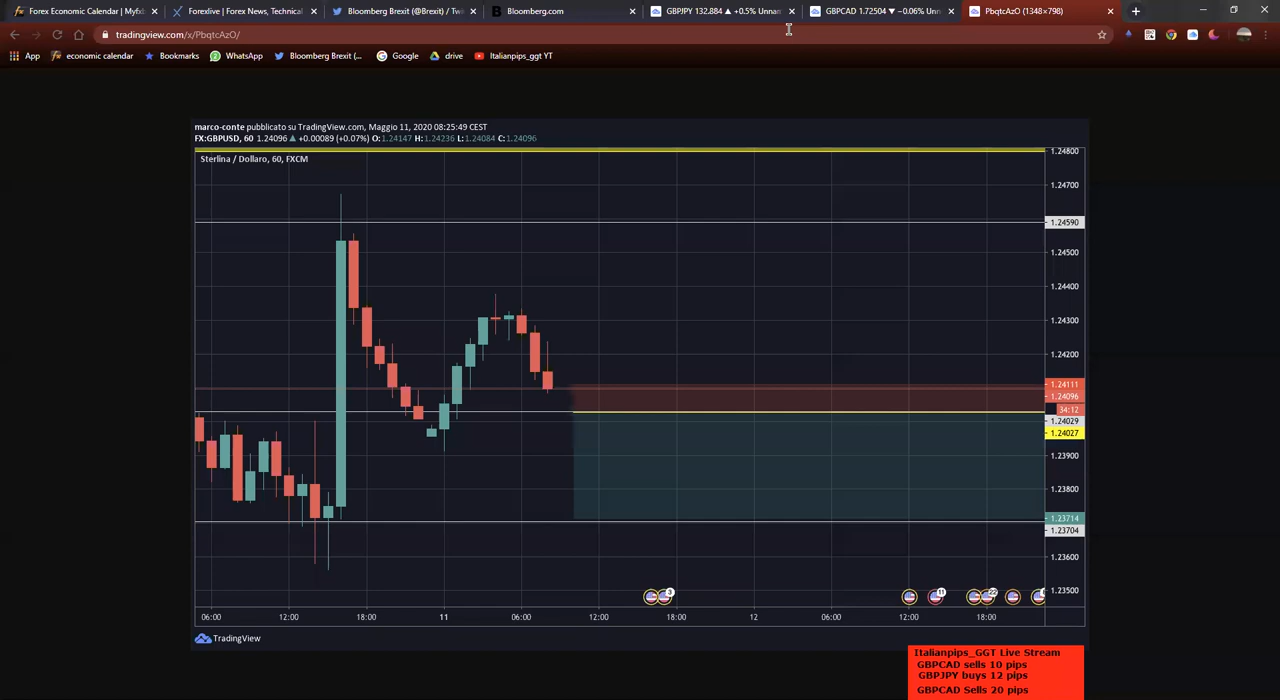 Forex Economic Calendar | Myfx
Forexlive | Forex News, Technical
Bloomberg Brexit (@Brexit) / Twi
Bloomberg.com
GBPJPY 132.884 ▲ +0.5% Unnam
GBPCAD 1.72504 ▼ −0.06% Unn
PbqtcAzO (1348×798)
tradingview.com/x/PbqtcAzO/
App
economic calendar
Bookmarks
WhatsApp
Bloomberg Brexit (...
Google
drive
Italianpips_ggt YT
marco-conte pubblicato su TradingView.com, Maggio 11, 2020 08:25:49 CEST
FX:GBPUSD, 60 1.24096 ▲ +0.00089 (+0.07%) O:1.24147 H:1.24236 L:1.24084 C:1.24096
Sterlina / Dollaro, 60, FXCM
1.24800
1.24700
1.24590
1.24500
1.24400
1.24300
1.24200
1.24111
1.24096
34:12
1.24029
1.24027
1.23900
1.23800
1.23714
1.23704
1.23600
1.23500
3
11
22
06:00 12:00 18:00 11 06:00 12:00 18:00 12 06:00 12:00 18:00
TradingView
Italianpips_GGT Live Stream
GBPCAD sells 10 pips
GBPJPY buys 12 pips
GBPCAD Sells 20 pips